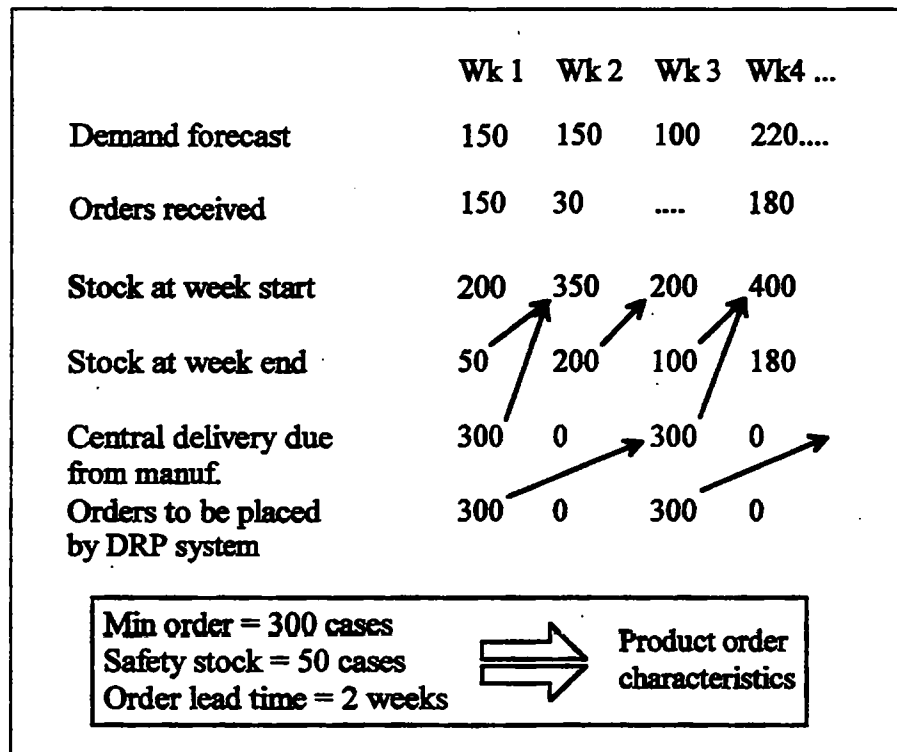 Wk 1 Wk 2 Wk 3 Wk4 ...
Demand forecast 150 150 100 220....
Orders received 150 30 .... 180
Stock at week start 200 350 200 400
Stock at week end 50 200 100 180
Central delivery due 300 0 300 0
from manuf.
Orders to be placed 300 0 300 0
by DRP system
Min order = 300 cases
Safety stock = 50 cases
Order lead time = 2 weeks
Product order
characteristics